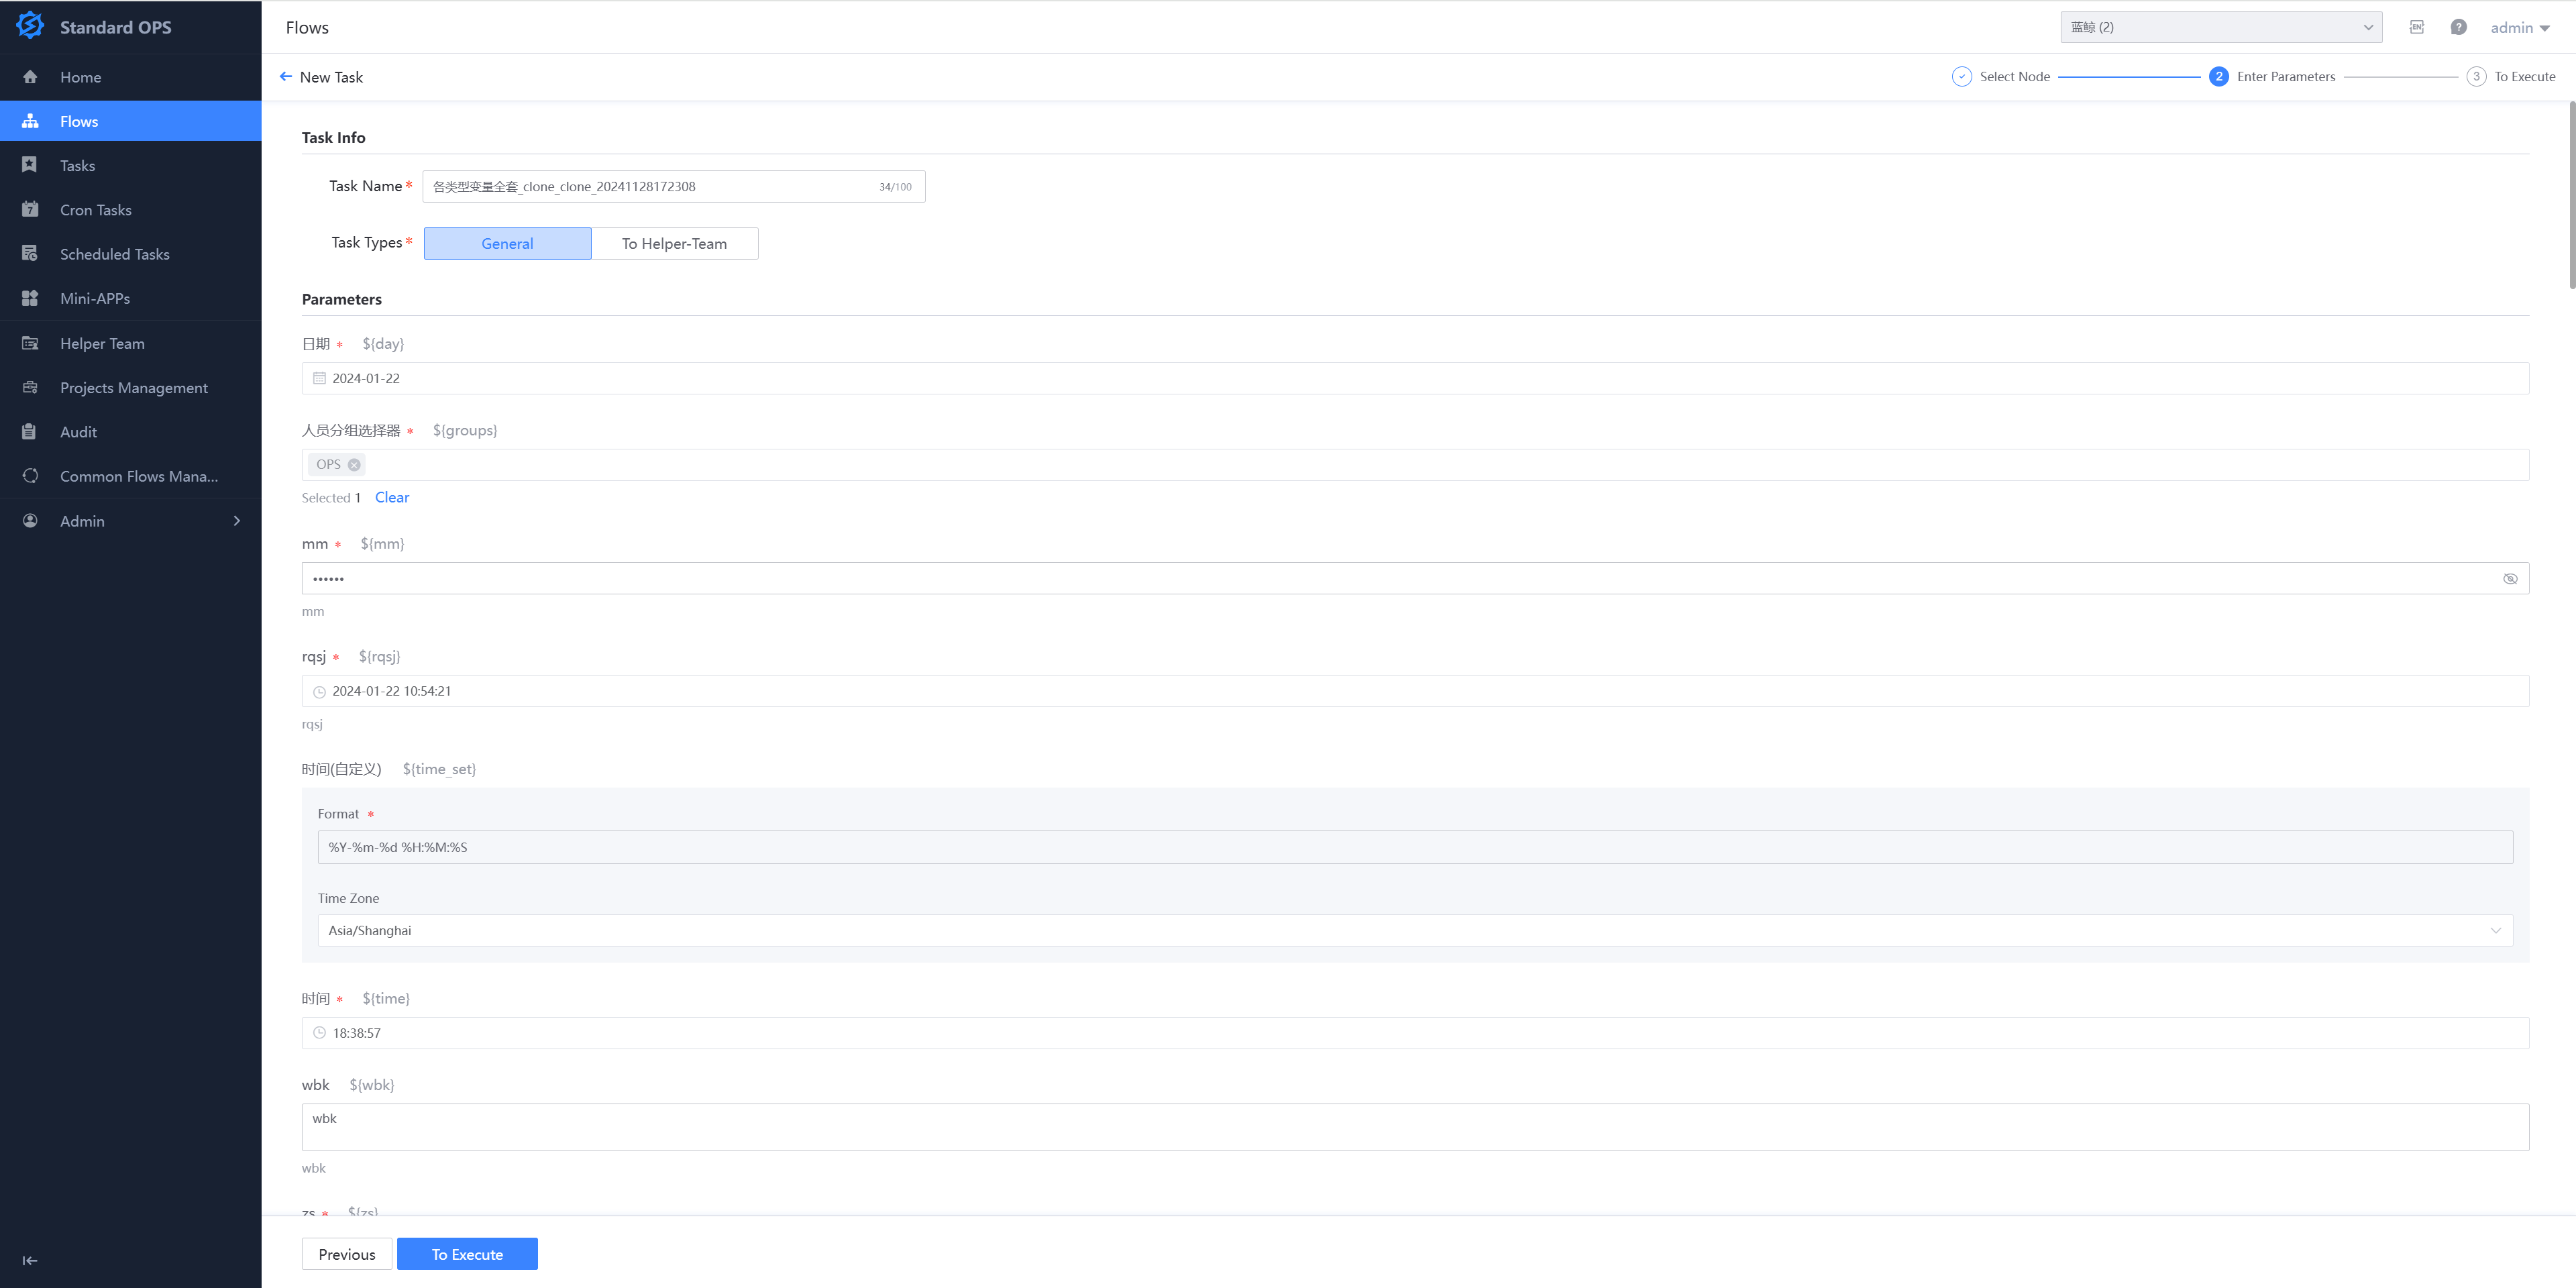 Standard OPS
Home
Flows
Tasks
Cron Tasks
Scheduled Tasks
Mini-APPs
Helper Team
Projects Management
Audit
Common Flows Mana...
Admin
Flows
蓝鲸 (2)
EN
?
admin
New Task
Select Node
2 Enter Parameters
3 To Execute
Task Info
Task Name* 各类型变量全套_clone_clone_20241128172308 34/100
Task Types* General To Helper-Team
Parameters
日期 * ${day}
2024-01-22
人员分组选择器 * ${groups}
OPS
Selected 1 Clear
mm * ${mm}
••••••
mm
rqsj * ${rqsj}
2024-01-22 10:54:21
rqsj
时间(自定义) ${time_set}
Format *
%Y-%m-%d %H:%M:%S
Time Zone
Asia/Shanghai
时间 * ${time}
18:38:57
wbk ${wbk}
wbk
wbk
zs * ${zs}
Previous To Execute